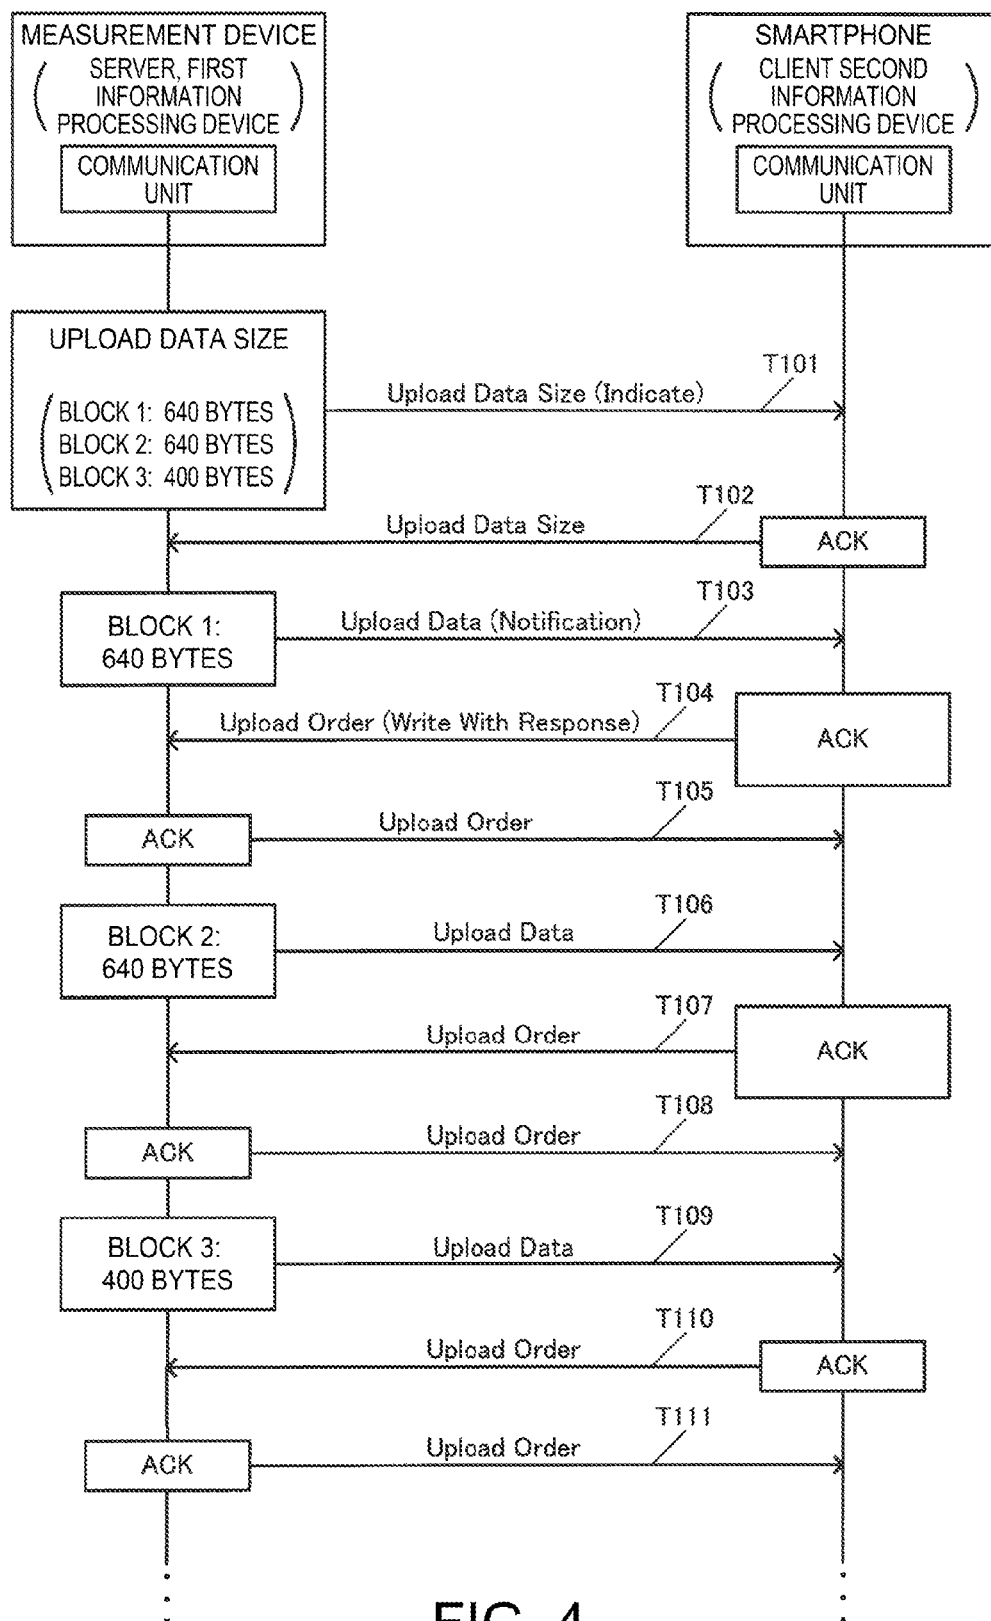 MEASUREMENT DEVICE
SERVER, FIRST
INFORMATION
PROCESSING DEVICE
COMMUNICATION
UNIT
SMARTPHONE
CLIENT SECOND
INFORMATION
PROCESSING DEVICE
COMMUNICATION
UNIT
UPLOAD DATA SIZE
BLOCK 1: 640 BYTES
BLOCK 2: 640 BYTES
BLOCK 3: 400 BYTES
T101
Upload Data Size (Indicate)
T102
Upload Data Size
ACK
T103
BLOCK 1:
640 BYTES
Upload Data (Notification)
T104
Upload Order (Write With Response)
ACK
T105
ACK
Upload Order
T106
BLOCK 2:
640 BYTES
Upload Data
T107
Upload Order
ACK
T108
ACK
Upload Order
T109
BLOCK 3:
400 BYTES
Upload Data
T110
Upload Order
ACK
T111
ACK
Upload Order
FIG. 4